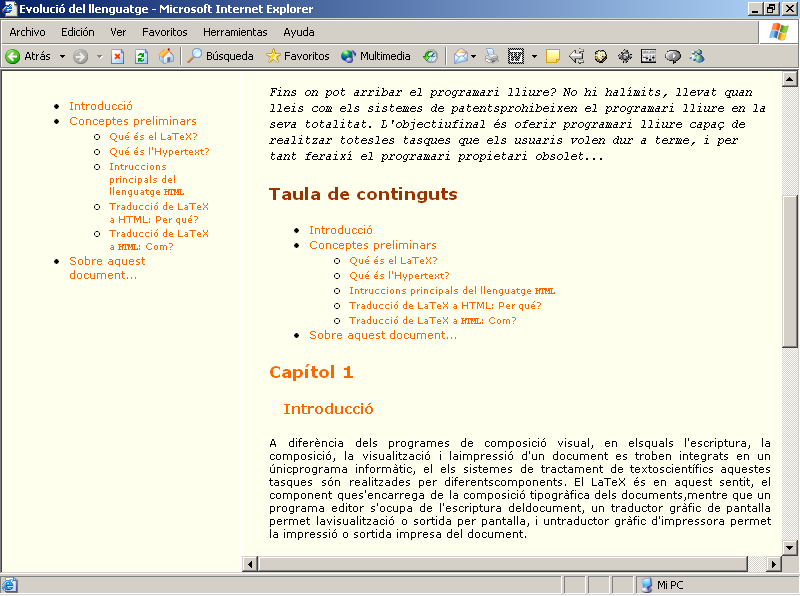 Evolució del llenguatge - Microsoft Internet Explorer
Archivo Edición Ver Favoritos Herramientas Ayuda
Atrás Búsqueda Favoritos Multimedia
Introducció
Conceptes preliminars
Qué és el LaTeX?
Qué és l'Hypertext?
Intruccions
principals del
llenguatge HTML
Traducció de LaTeX
a HTML: Per qué?
Traducció de LaTeX
a HTML: Com?
Sobre aquest
document...
Fins on pot arribar el programari lliure? No hi halímits, llevat quan
lleis com els sistemes de patentsprohibeixen el programari lliure en la
seva totalitat. L'objectiufinal és oferir programari lliure capaç de
realitzar totesles tasques que els usuaris volen dur a terme, i per
tant feraixí el programari propietari obsolet...
Taula de continguts
Introducció
Conceptes preliminars
Qué és el LaTeX?
Qué és l'Hypertext?
Intruccions principals del llenguatge HTML
Traducció de LaTeX a HTML: Per qué?
Traducció de LaTeX a HTML: Com?
Sobre aquest document...
Capítol 1
Introducció
A diferència dels programes de composició visual, en elsquals l'escriptura, la
composició, la visualització i laimpressió d'un document es troben integrats en un
únicprograma informàtic, el els sistemes de tractament de textoscientífics aquestes
tasques són realitzades per diferentscomponents. El LaTeX és en aquest sentit, el
component ques'encarrega de la composició tipogràfica dels documents,mentre que un
programa editor s'ocupa de l'escriptura deldocument, un traductor gràfic de pantalla
permet lavisualització o sortida per pantalla, i untraductor gràfic d'impressora permet
la impressió o sortida impresa del document.
Mi PC